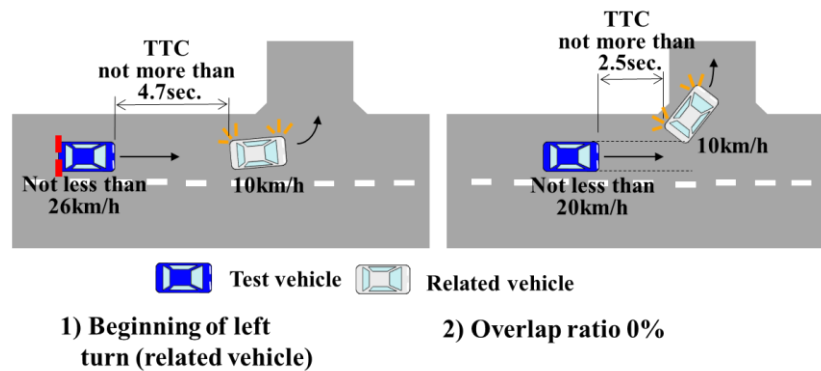 TTC
not more than
4.7sec.
Not less than
26km/h
10km/h
TTC
not more than
2.5sec.
10km/h
Not less than
20km/h
Test vehicle
Related vehicle
1) Beginning of left
turn (related vehicle)
2) Overlap ratio 0%